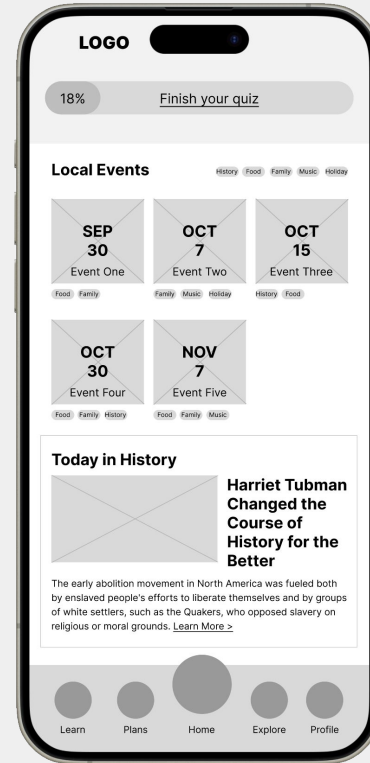 LOGO
18% Finish your quiz
Local Events
History Food Family Music Holiday
SEP
30
Event One
Food Family
OCT
7
Event Two
Family Music Holiday
OCT
15
Event Three
History Food
OCT
30
Event Four
Food Family History
NOV
7
Event Five
Food Family Music
Today in History
Harriet Tubman
Changed the
Course of
History for the
Better
The early abolition movement in North America was fueled both
by enslaved people's efforts to liberate themselves and by groups
of white settlers, such as the Quakers, who opposed slavery on
religious or moral grounds. Learn More >
Learn Plans Home Explore Profile